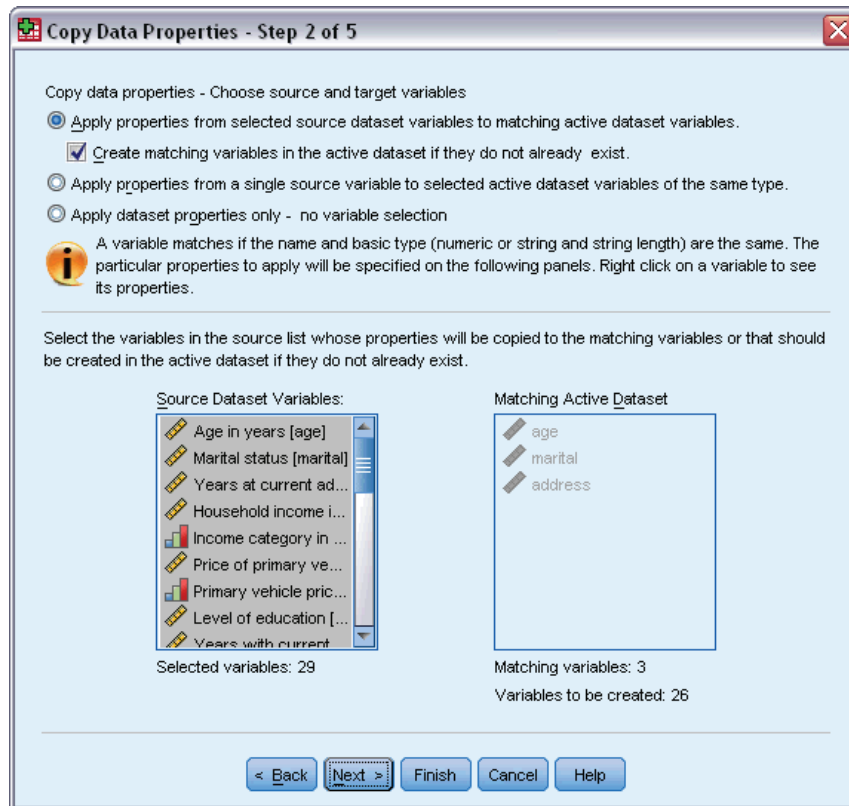 Copy Data Properties - Step 2 of 5
Copy data properties - Choose source and target variables
Apply properties from selected source dataset variables to matching active dataset variables.
Create matching variables in the active dataset if they do not already exist.
Apply properties from a single source variable to selected active dataset variables of the same type.
Apply dataset properties only - no variable selection
A variable matches if the name and basic type (numeric or string and string length) are the same. The
particular properties to apply will be specified on the following panels. Right click on a variable to see
its properties.
Select the variables in the source list whose properties will be copied to the matching variables or that should
be created in the active dataset if they do not already exist.
Source Dataset Variables:
Age in years [age]
Marital status [marital]
Years at current ad...
Household income i...
Income category in ...
Price of primary ve...
Primary vehicle pric...
Level of education [...
Years with current
Selected variables: 29
Matching Active Dataset
age
marital
address
Matching variables: 3
Variables to be created: 26
< Back
Next >
Finish
Cancel
Help